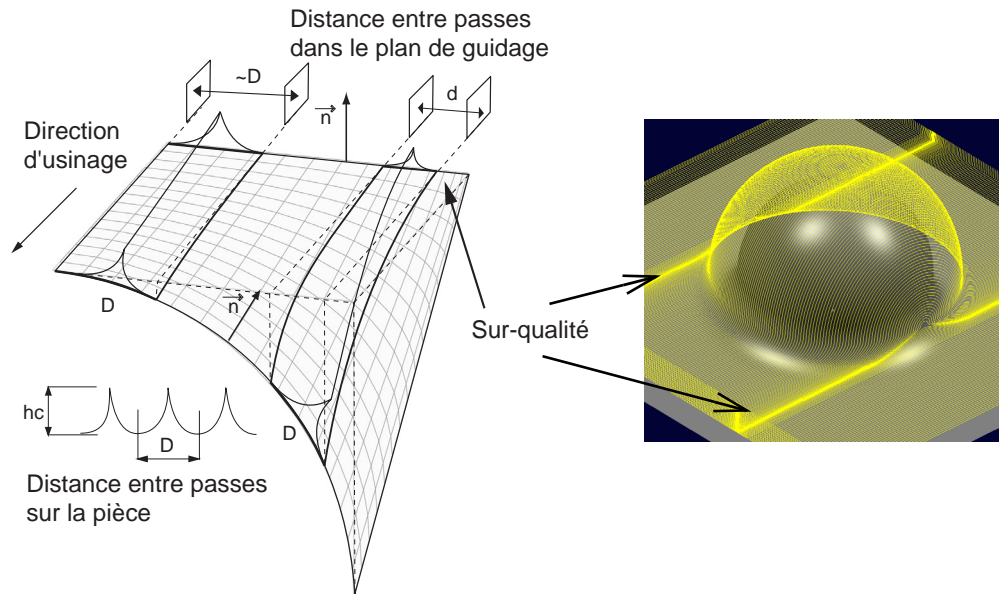 Distance entre passes
dans le plan de guidage
~D
n
d
Direction
d'usinage
D
n
Sur-qualité
hc
D
D
Distance entre passes
sur la pièce